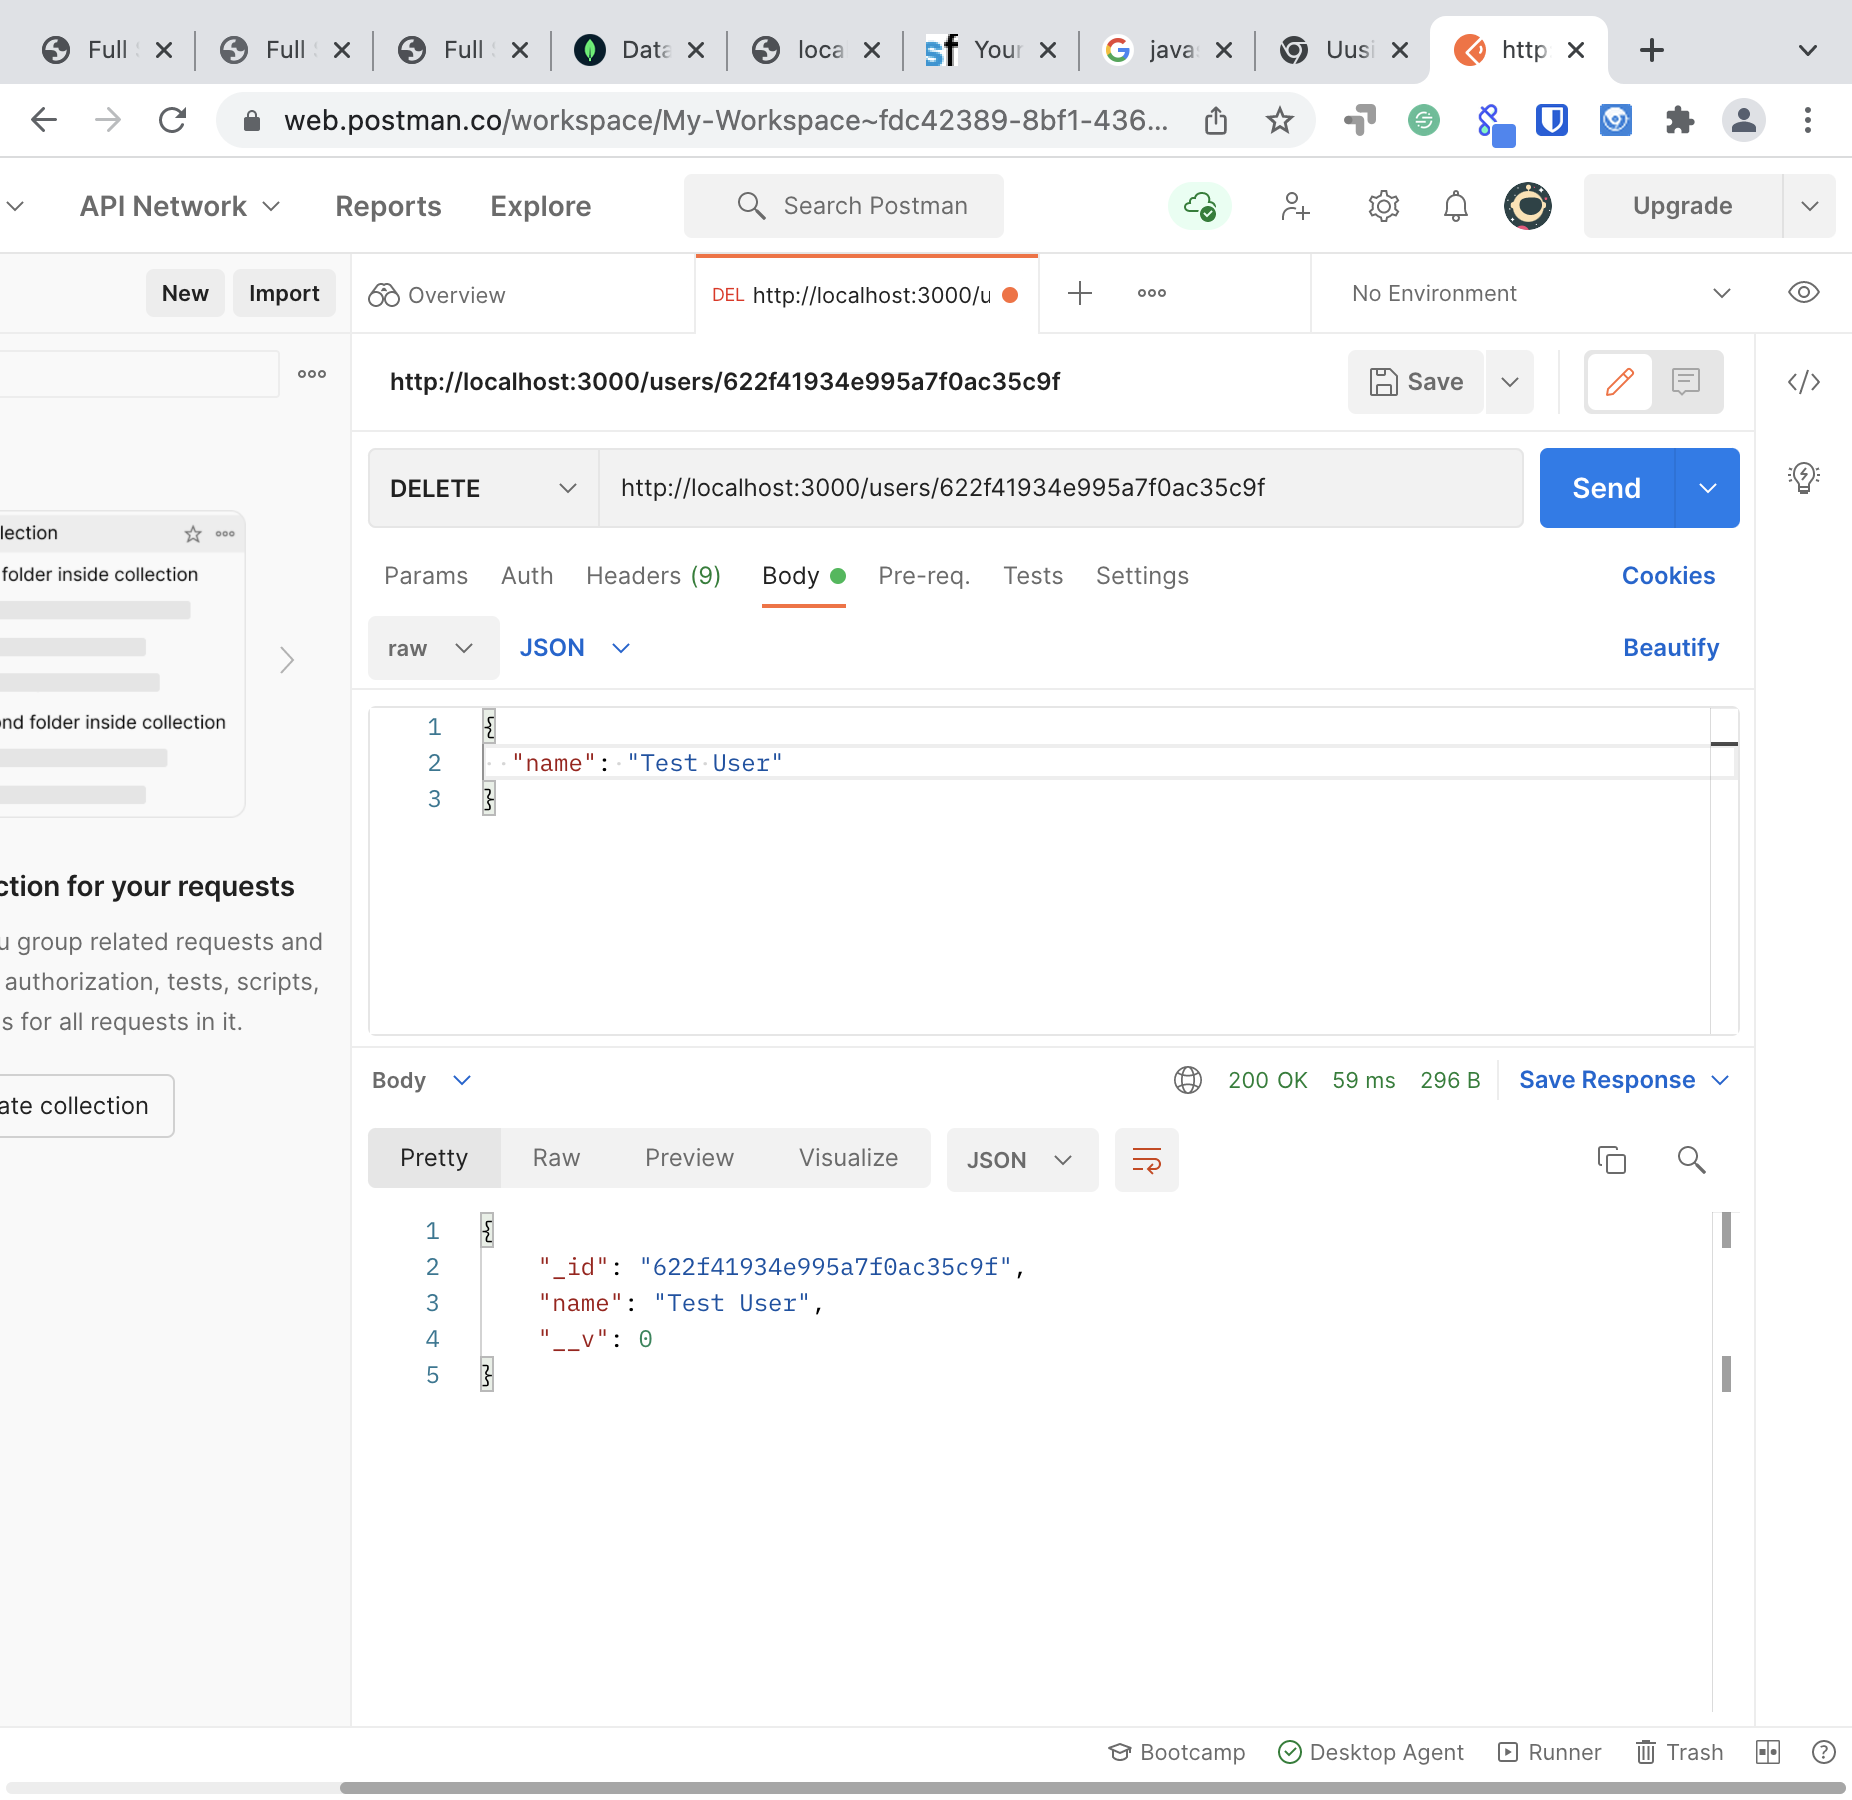 Full
Full
Full
Data
loca
sf Your
java
Uusi
http
web.postman.co/workspace/My-Workspace~fdc42389-8bf1-436...
API Network
Reports
Explore
Search Postman
Upgrade
New
Import
Overview
DEL http://localhost:3000/u
No Environment
http://localhost:3000/users/622f41934e995a7f0ac35c9f
Save
DELETE
http://localhost:3000/users/622f41934e995a7f0ac35c9f
Send
Params
Auth
Headers (9)
Body
Pre-req.
Tests
Settings
Cookies
raw
JSON
Beautify
1 {
2 "name": "Test User"
3 }
lection
folder inside collection
nd folder inside collection
ction for your requests
u group related requests and
authorization, tests, scripts,
s for all requests in it.
ate collection
Body
200 OK
59 ms
296 B
Save Response
Pretty
Raw
Preview
Visualize
JSON
1 {
2 "_id": "622f41934e995a7f0ac35c9f",
3 "name": "Test User",
4 "__v": 0
5 }
Bootcamp
Desktop Agent
Runner
Trash